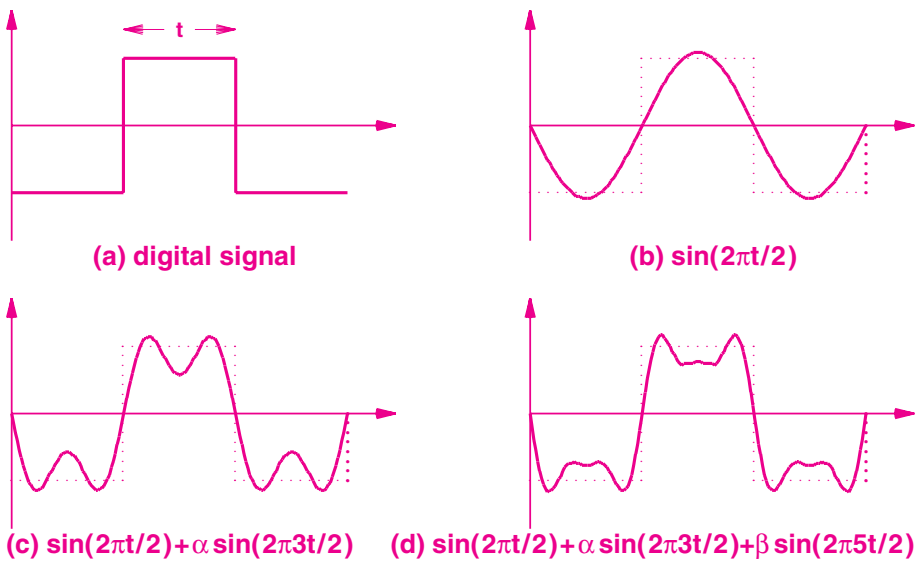 t
(a) digital signal
(b) sin(2πt/2)
(c) sin(2πt/2)+α sin(2π3t/2)
(d) sin(2πt/2)+α sin(2π3t/2)+β sin(2π5t/2)